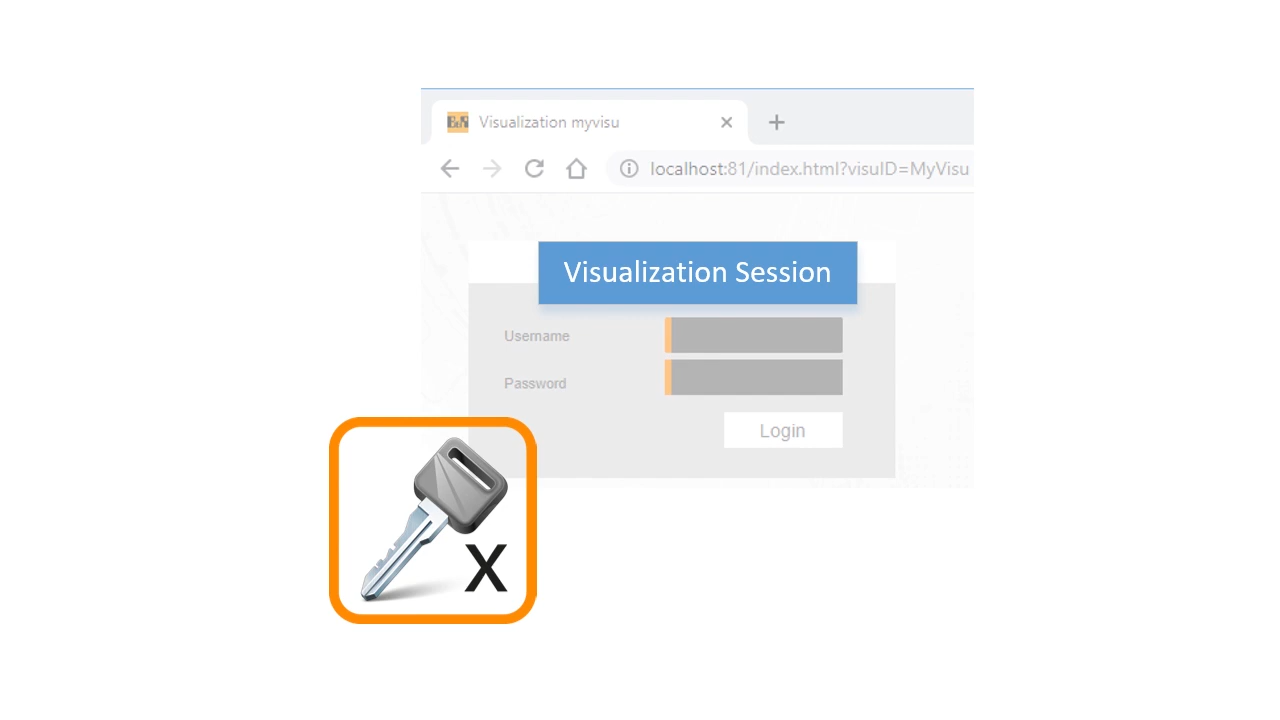 Visualization myvisu
localhost:81/index.html?visuID=MyVisu
Visualization Session
Username
Password
Login
X